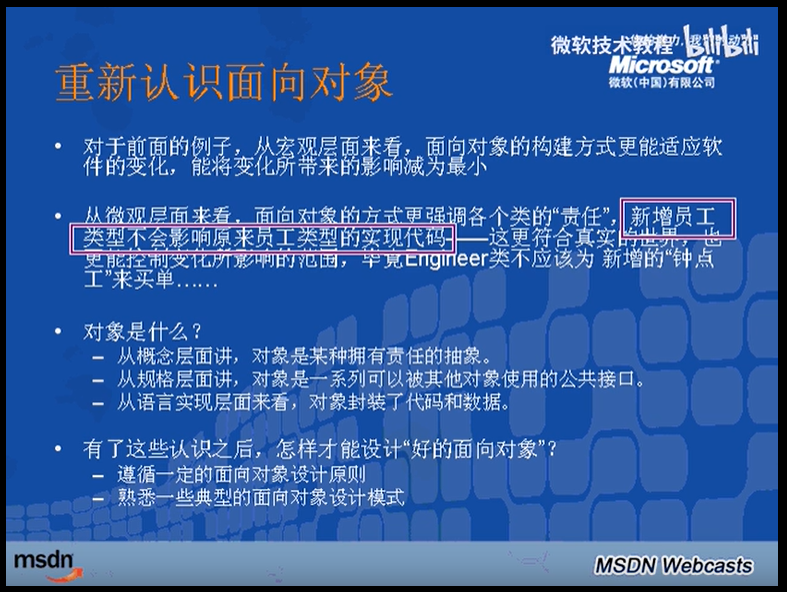 微软技术教程
bilibili
Microsoft®
微软(中国)有限公司
重新认识面向对象
• 对于前面的例子，从宏观层面来看，面向对象的构建方式更能适应软
件的变化，能将变化所带来的影响减为最小
• 从微观层面来看，面向对象的方式更强调各个类的“责任”，新增员工
类型不会影响原来员工类型的实现代码——这更符合真实的世界，也
更能控制变化所影响的范围，毕竟Engineer类不应该为 新增的“钟点
工”来买单……
• 对象是什么？
– 从概念层面讲，对象是某种拥有责任的抽象。
– 从规格层面讲，对象是一系列可以被其他对象使用的公共接口。
– 从语言实现层面来看，对象封装了代码和数据。
• 有了这些认识之后，怎样才能设计“好的面向对象”？
– 遵循一定的面向对象设计原则
– 熟悉一些典型的面向对象设计模式
msdn
MSDN Webcasts